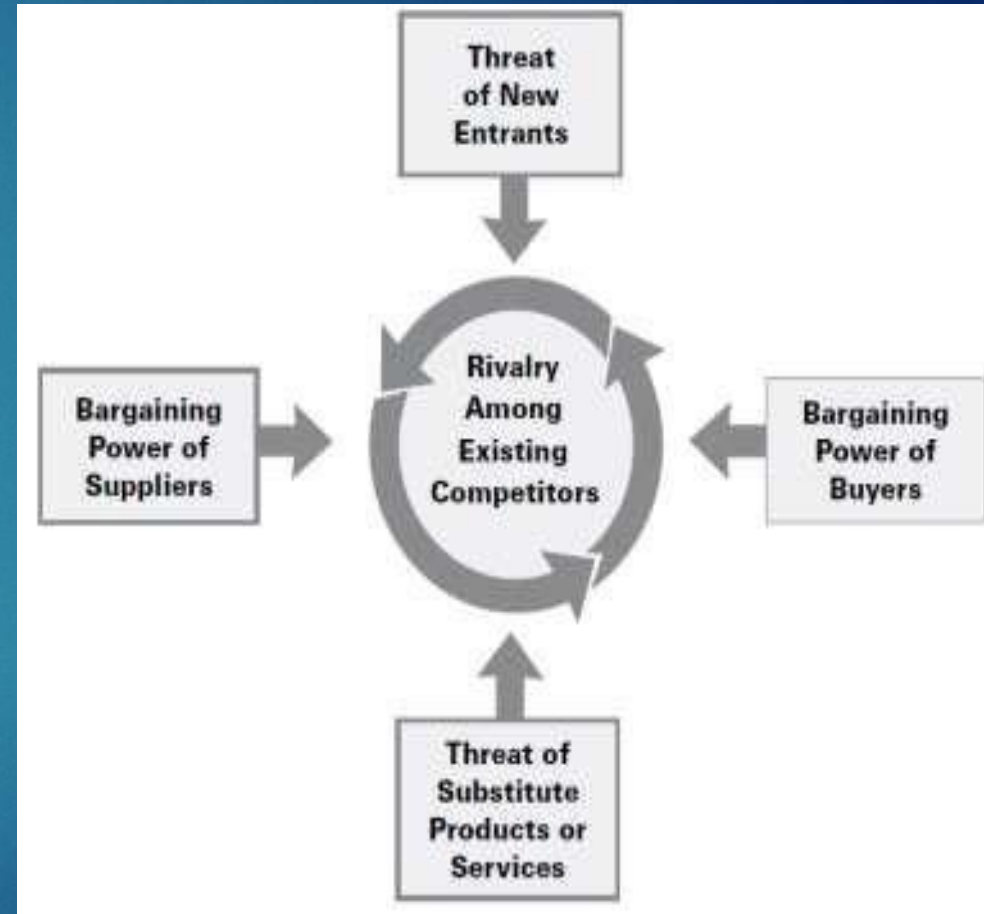 Threat
of New
Entrants
Bargaining
Power of
Suppliers
Rivalry
Among
Existing
Competitors
Bargaining
Power of
Buyers
Threat of
Substitute
Products or
Services